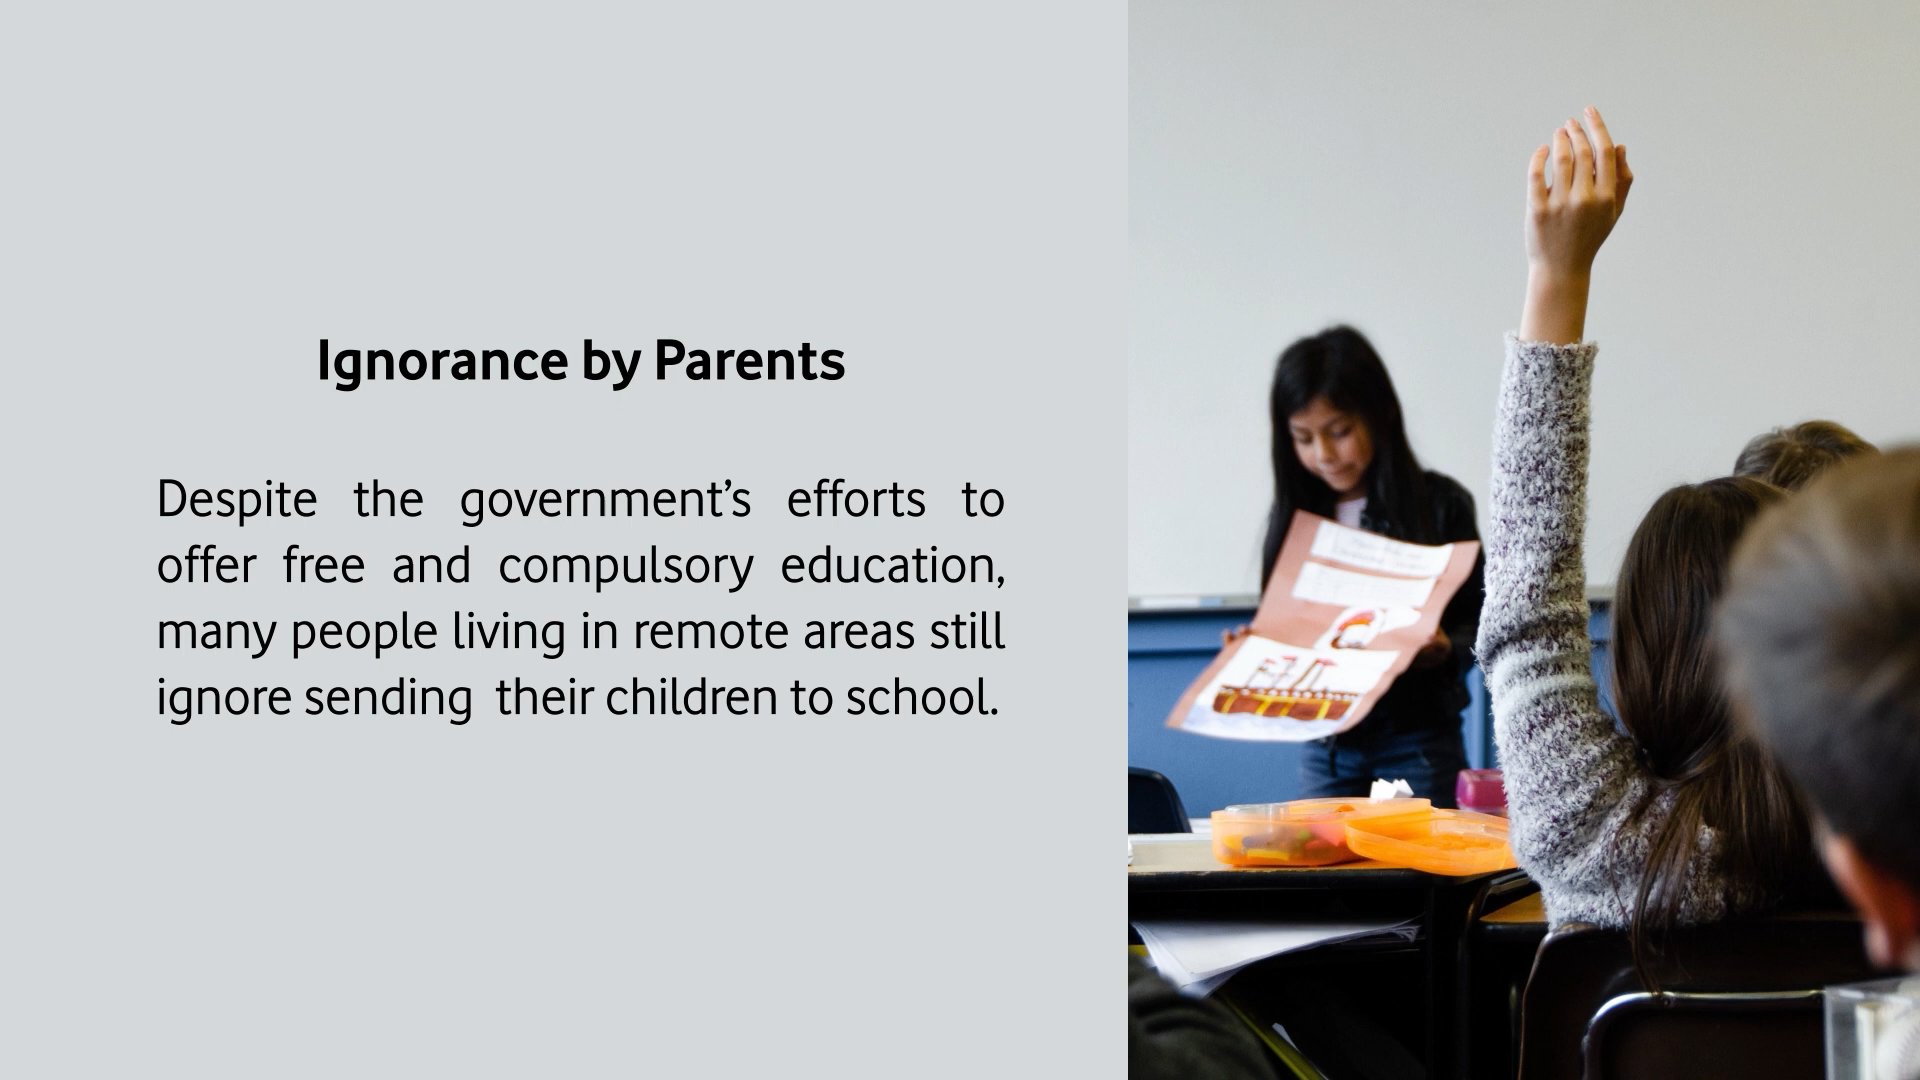 Ignorance by Parents
Despite the government’s efforts to
offer free and compulsory education,
many people living in remote areas still
ignore sending  their children to school.